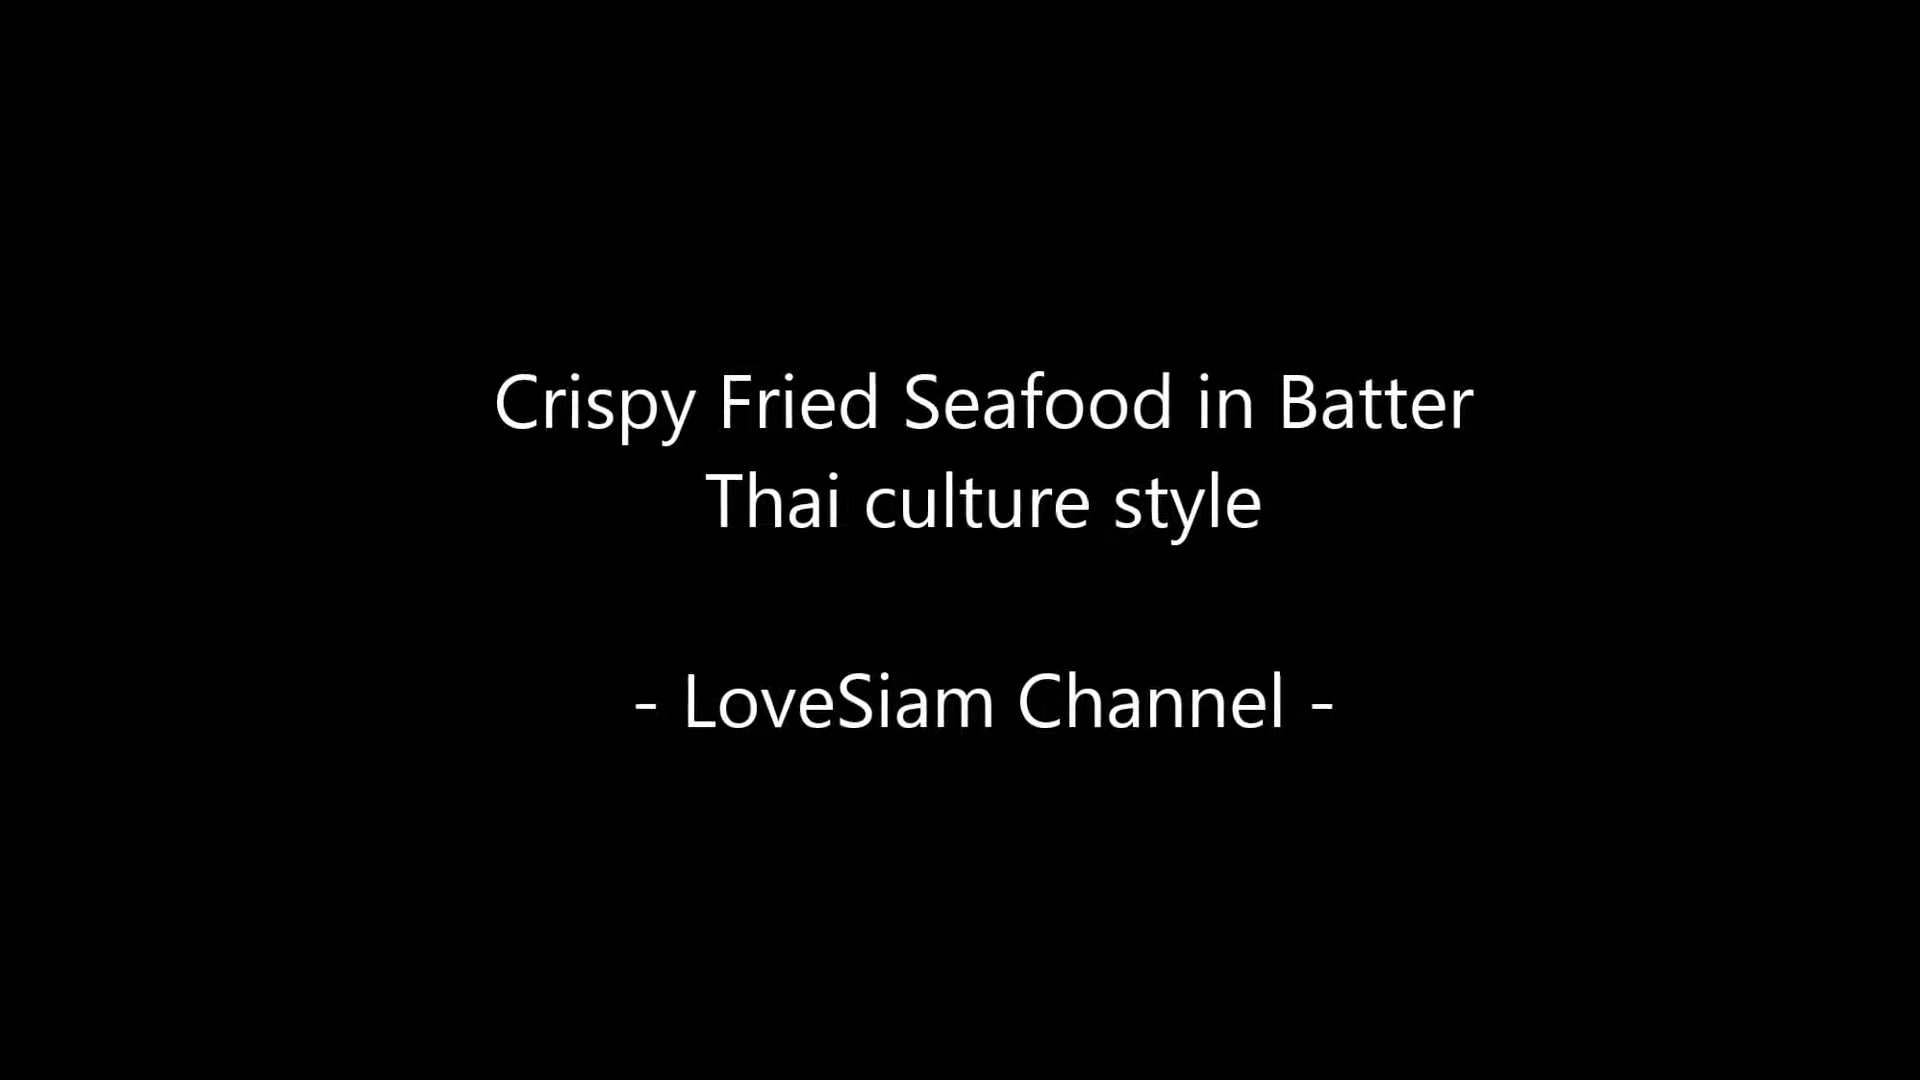 Crispy Fried Seafood in Batter
Thai culture style
- LoveSiam Channel -